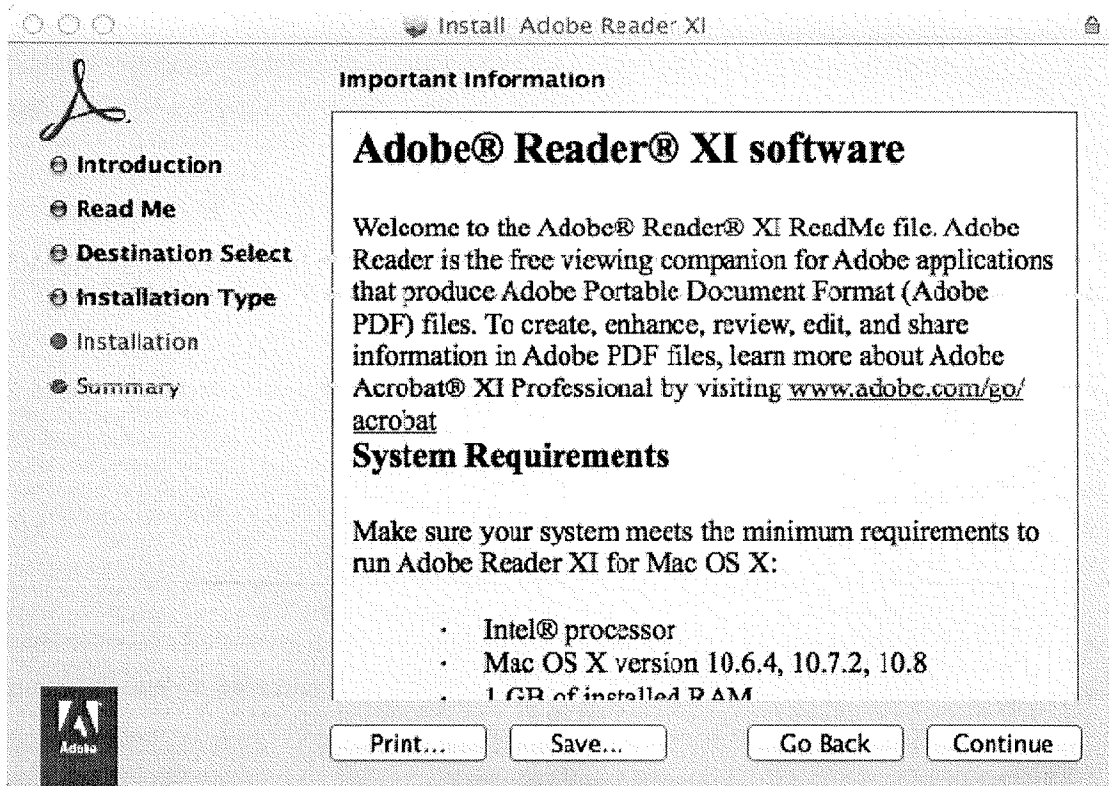 Install Adobe Reader XI
Important Information
Introduction
Read Me
Destination Select
Installation Type
Installation
Summary
Adobe® Reader® XI software
Welcome to the Adobe® Reader® XI ReadMe file. Adobe
Reader is the free viewing companion for Adobe applications
that produce Adobe Portable Document Format (Adobe
PDF) files. To create, enhance, review, edit, and share
information in Adobe PDF files, learn more about Adobe
Acrobat® XI Professional by visiting www.adobe.com/go/
acrobat
System Requirements
Make sure your system meets the minimum requirements to
run Adobe Reader XI for Mac OS X:
· Intel® processor
· Mac OS X version 10.6.4, 10.7.2, 10.8
· 1 GB of installed RAM
Adobe
Print...
Save...
Go Back
Continue